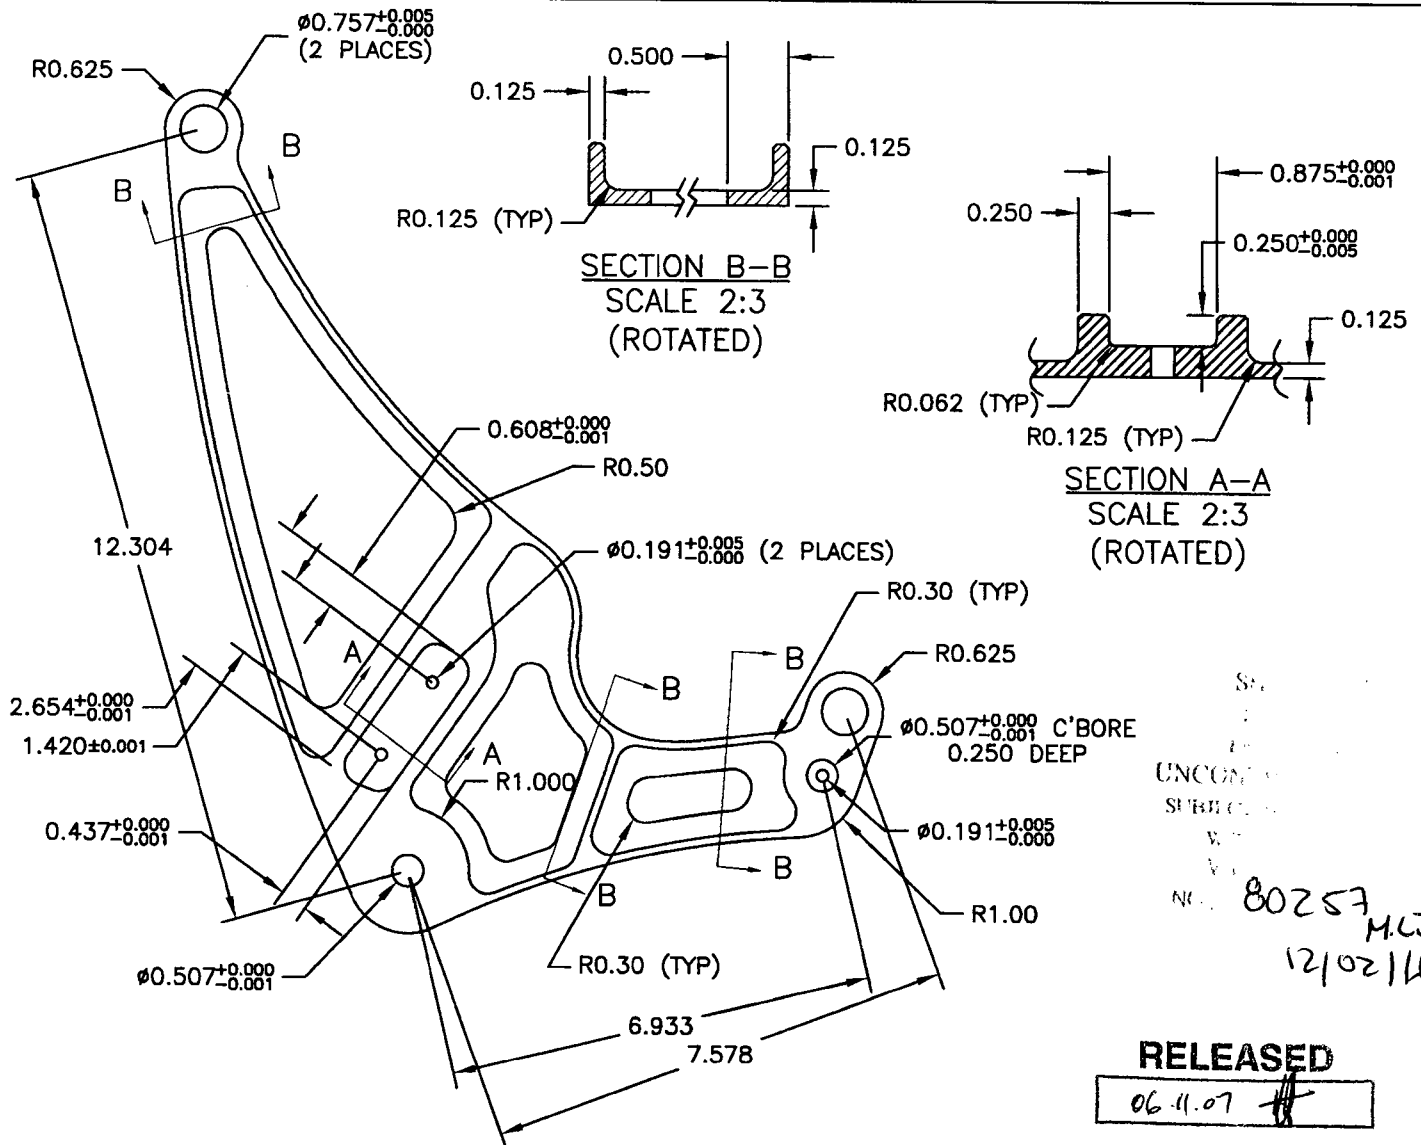 ø0.757+0.005 -0.000
(2 PLACES)
R0.625
0.500
0.125
0.125
R0.125 (TYP)
SECTION B-B
SCALE 2:3
(ROTATED)
B
B
0.875+0.000 -0.001
0.250
0.250+0.000 -0.005
0.125
R0.062 (TYP)
R0.125 (TYP)
SECTION A-A
SCALE 2:3
(ROTATED)
0.608+0.000 -0.001
R0.50
12.304
ø0.191+0.005 -0.000 (2 PLACES)
R0.30 (TYP)
A
B
B
R0.625
2.654+0.000 -0.001
1.420±0.001
A
R1.000
ø0.507+0.000 -0.001 C'BORE
0.250 DEEP
0.437+0.000 -0.001
ø0.191+0.005 -0.000
B
B
R1.00
ø0.507+0.000 -0.001
R0.30 (TYP)
6.933
7.578
80257
RELEASED
06.11.07